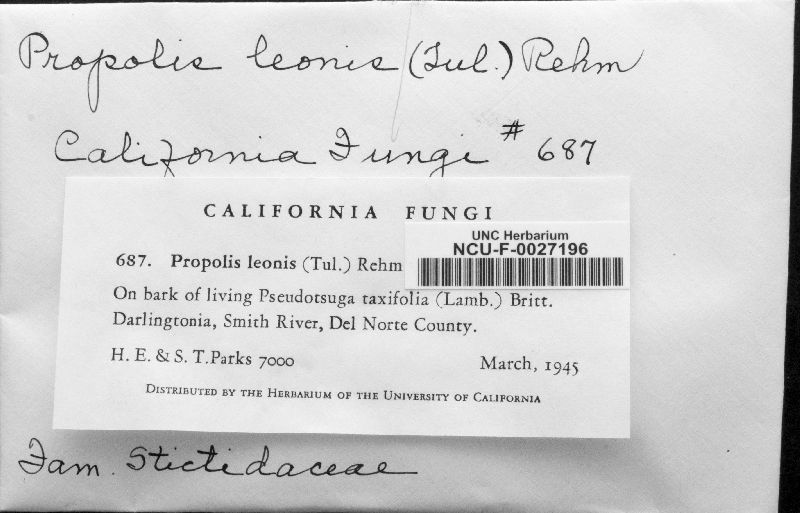 Propolis leonis (Tul.) Rehm
California Fungi # 687
CALIFORNIA FUNGI
UNC Herbarium
NCU-F-0027196
687. Propolis leonis (Tul.) Rehm
On bark of living Pseudotsuga taxifolia (Lamb.) Britt.
Darlingtonia, Smith River, Del Norte County.
H. E. & S. T. Parks 7000 March, 1945
DISTRIBUTED BY THE HERBARIUM OF THE UNIVERSITY OF CALIFORNIA
Fam. Stictidaceae